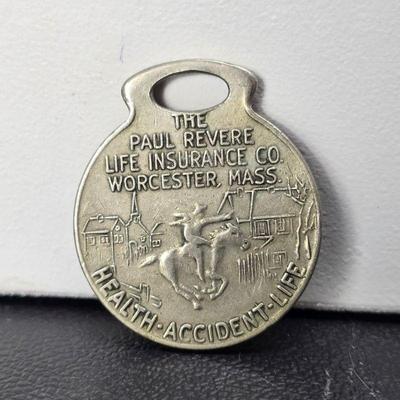 THE
PAUL REVERE
LIFE INSURANCE CO.
WORCESTER, MASS.
HEALTH·ACCIDENT·LIFE